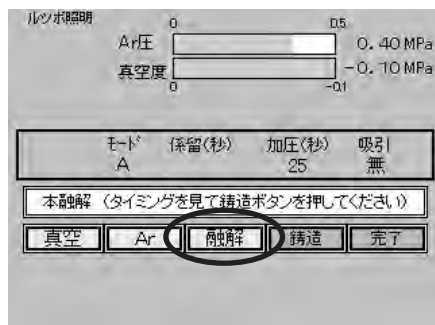 ルツボ照明
0 0.5
Ar圧 0.40 MPa
真空度 -0.10 MPa
0 -0.1
モード 係留(秒) 加圧(秒) 吸引
A 25 無
本融解 (タイミングを見て鋳造ボタンを押してください)
真空 Ar 融解 鋳造 完了